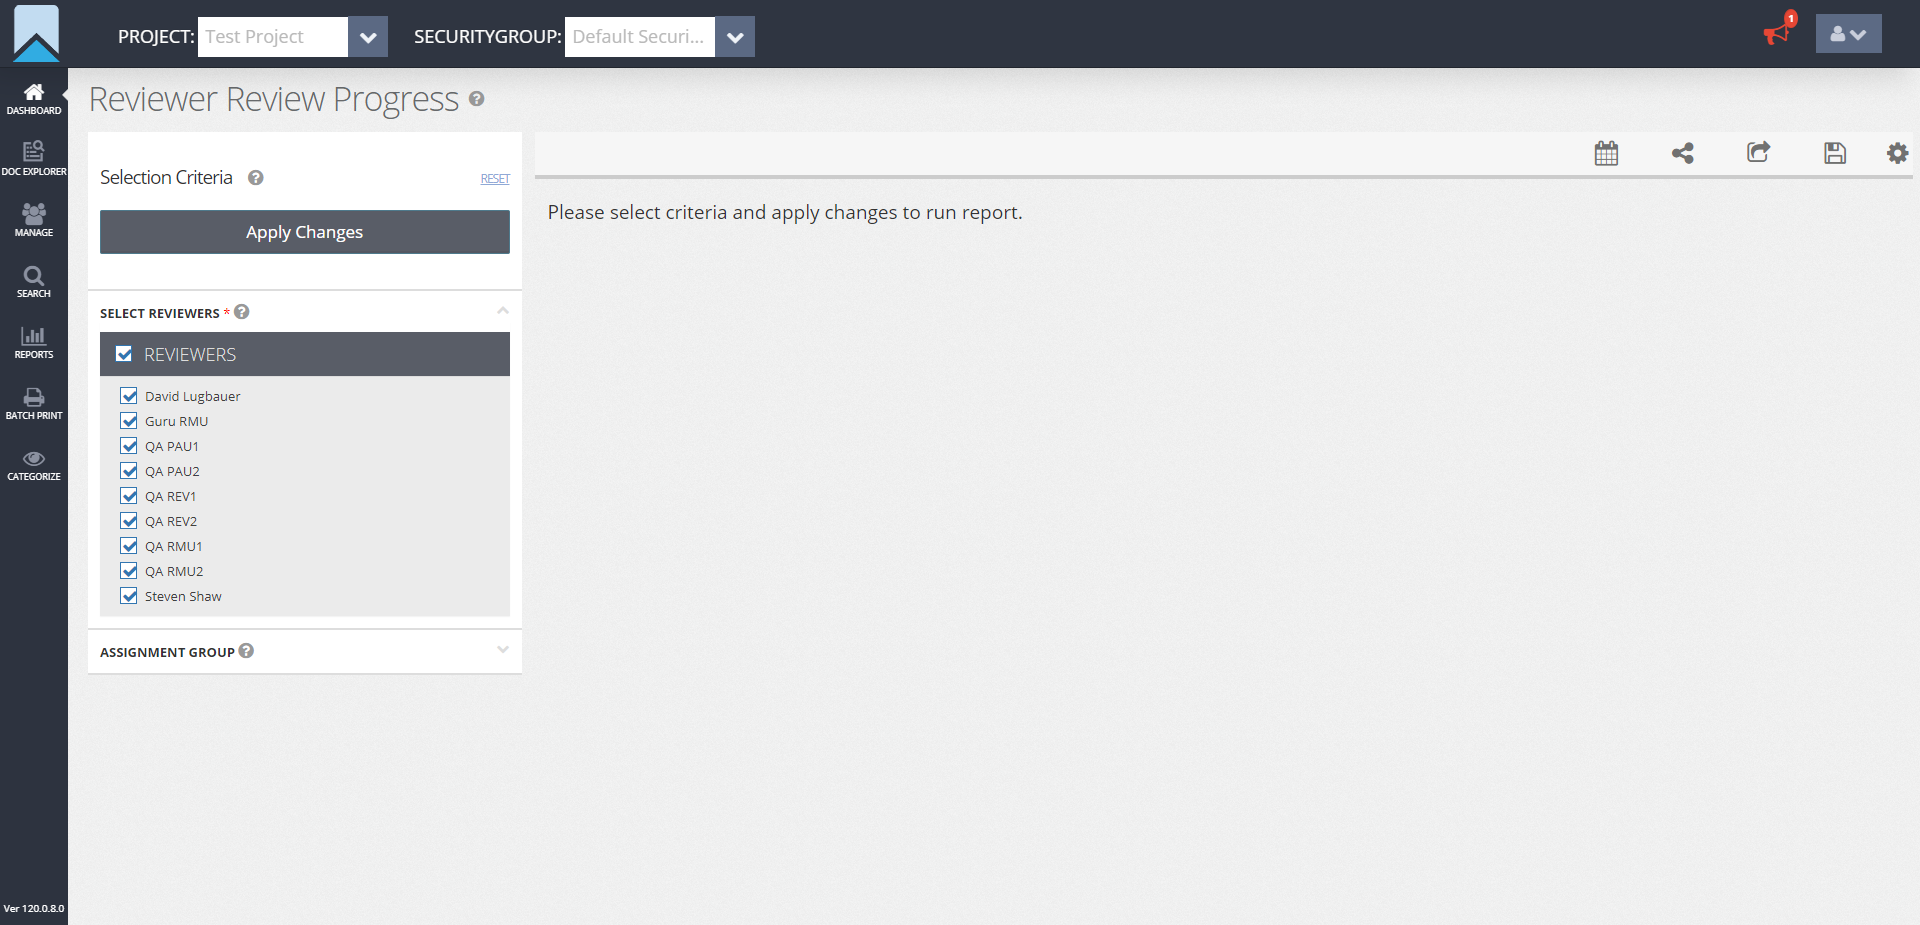 PROJECT: Test Project SECURITYGROUP: Default Securi... 1
DASHBOARD
DOC EXPLORER
MANAGE
SEARCH
REPORTS
BATCH PRINT
CATEGORIZE
Ver 120.0.8.0
Reviewer Review Progress ?
Selection Criteria ? RESET
Apply Changes
SELECT REVIEWERS * ?
REVIEWERS
David Lugbauer
Guru RMU
QA PAU1
QA PAU2
QA REV1
QA REV2
QA RMU1
QA RMU2
Steven Shaw
ASSIGNMENT GROUP ?
Please select criteria and apply changes to run report.